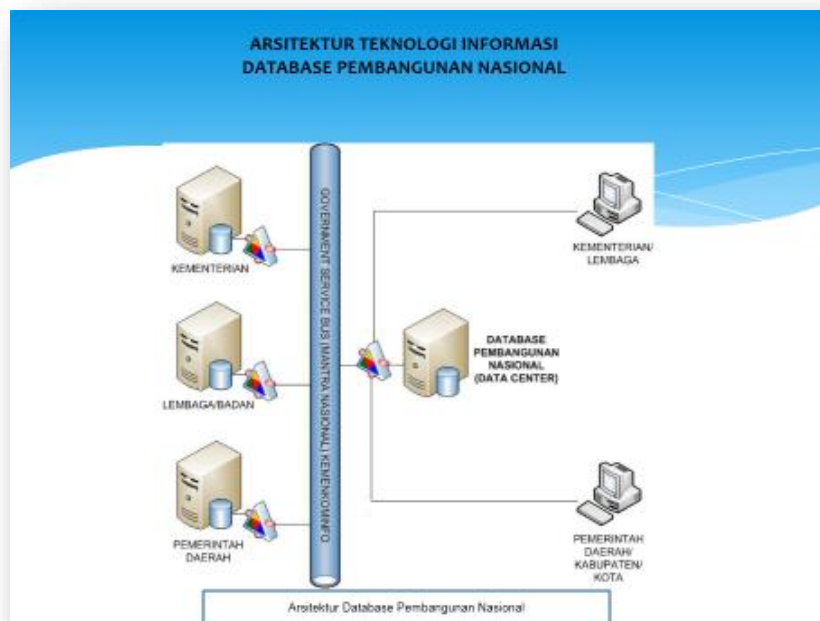 ARSITEKTUR TEKNOLOGI INFORMASI
DATABASE PEMBANGUNAN NASIONAL
KEMENTERIAN
LEMBAGA/BADAN
PEMERINTAH
DAERAH
GOVERNMENT SERVICE BUS (MANTRA NASIONAL) KEMENKOMINFO
KEMENTERIAN/
LEMBAGA
DATABASE
PEMBANGUNAN
NASIONAL
(DATA CENTER)
PEMERINTAH
DAERAH/
KABUPATEN/
KOTA
Arsitektur Database Pembangunan Nasional